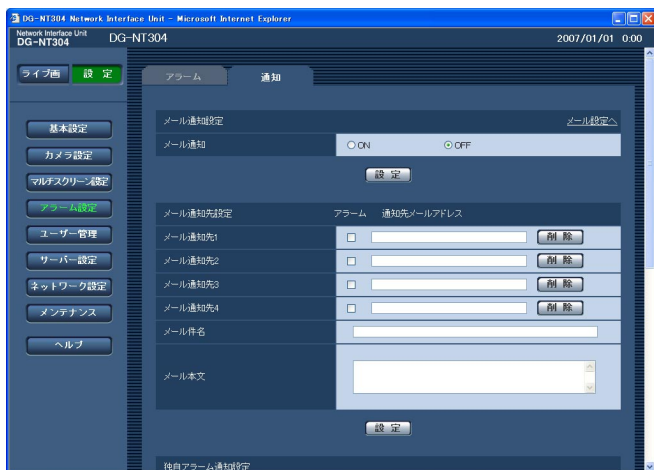 DG-NT304 Network Interface Unit - Microsoft Internet Explorer
Network Interface Unit
DG-NT304
DG-NT304
2007/01/01 0:00
ライブ画
設 定
アラーム
通知
基本設定
カメラ設定
マルチスクリーン設定
アラーム設定
ユーザー管理
サーバー設定
ネットワーク設定
メンテナンス
ヘルプ
メール通知設定
メール設定へ
メール通知
ON
OFF
設 定
メール通知先設定
アラーム
通知先メールアドレス
メール通知先1
削 除
メール通知先2
削 除
メール通知先3
削 除
メール通知先4
削 除
メール件名
メール本文
設 定
独自アラーム通知設定